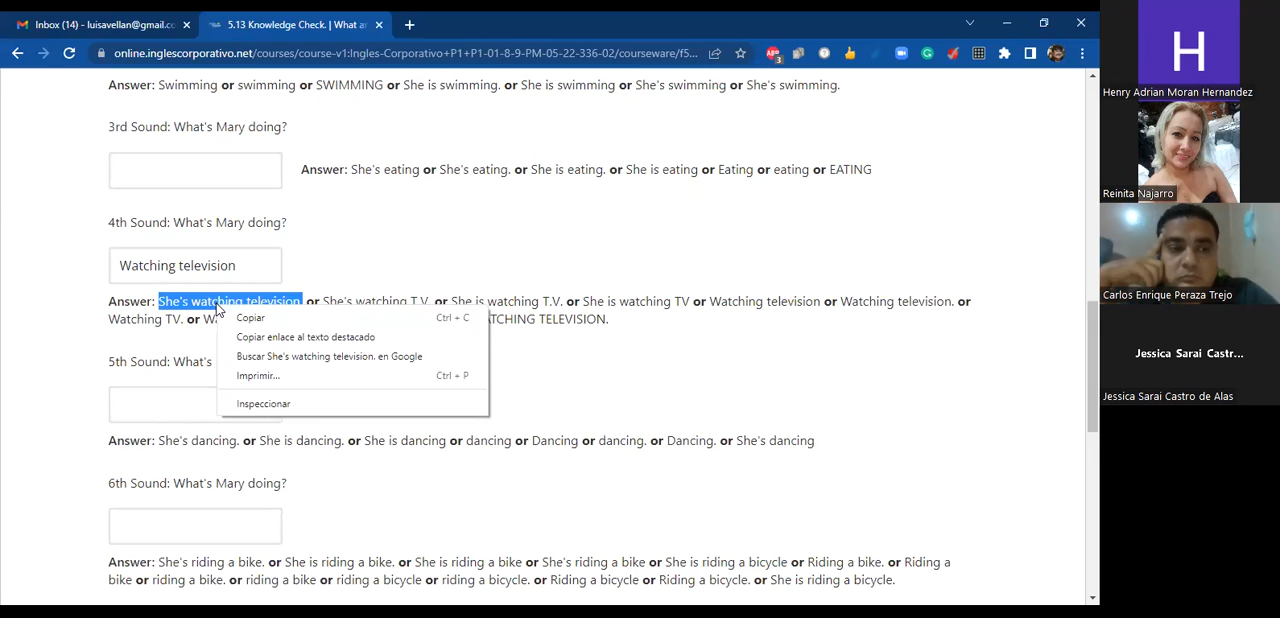 Inbox (14) - luisavellan@gmail.co
5.13 Knowledge Check. | What ar
online.inglescorporativo.net/courses/course-v1:Ingles-Corporativo+P1+P1-01-8-9-PM-05-22-336-02/courseware/f5...
3
Answer: Swimming or swimming or SWIMMING or She is swimming. or She is swimming or She's swimming or She's swimming.
3rd Sound: What's Mary doing?
Answer: She's eating or She's eating. or She is eating. or She is eating or Eating or eating or EATING
4th Sound: What's Mary doing?
Watching television
Answer: She's watching television. or She's watching T.V. or She is watching T.V. or She is watching TV or Watching television or Watching television. or
Watching TV. or
ATCHING TELEVISION.
Copiar Ctrl + C
Copiar enlace al texto destacado
Buscar She's watching television. en Google
Imprimir... Ctrl + P
Inspeccionar
5th Sound: What's
Answer: She's dancing. or She is dancing. or She is dancing or dancing or Dancing or dancing. or Dancing. or She's dancing
6th Sound: What's Mary doing?
Answer: She's riding a bike. or She is riding a bike. or She is riding a bike or She's riding a bike or She is riding a bicycle or Riding a bike. or Riding a
bike or riding a bike. or riding a bike or riding a bicycle or riding a bicycle. or Riding a bicycle or Riding a bicycle. or She is riding a bicycle.
H
Henry Adrian Moran Hernandez
Reinita Najarro
Carlos Enrique Peraza Trejo
Jessica Sarai Castr...
Jessica Sarai Castro de Alas